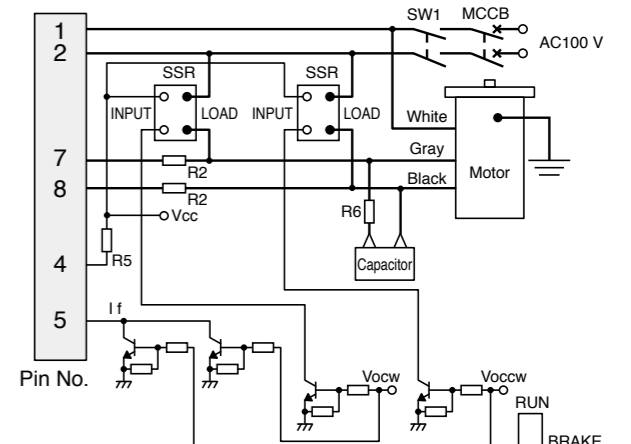 SW1 MCCB
1
2
AC100 V
SSR SSR
INPUT LOAD INPUT LOAD
White
Gray
Motor
7
R2
Black
8
R2
R6
Vcc
4
R5
Capacitor
I f
5
Vocw Voccw
Pin No.
RUN
BRAKE